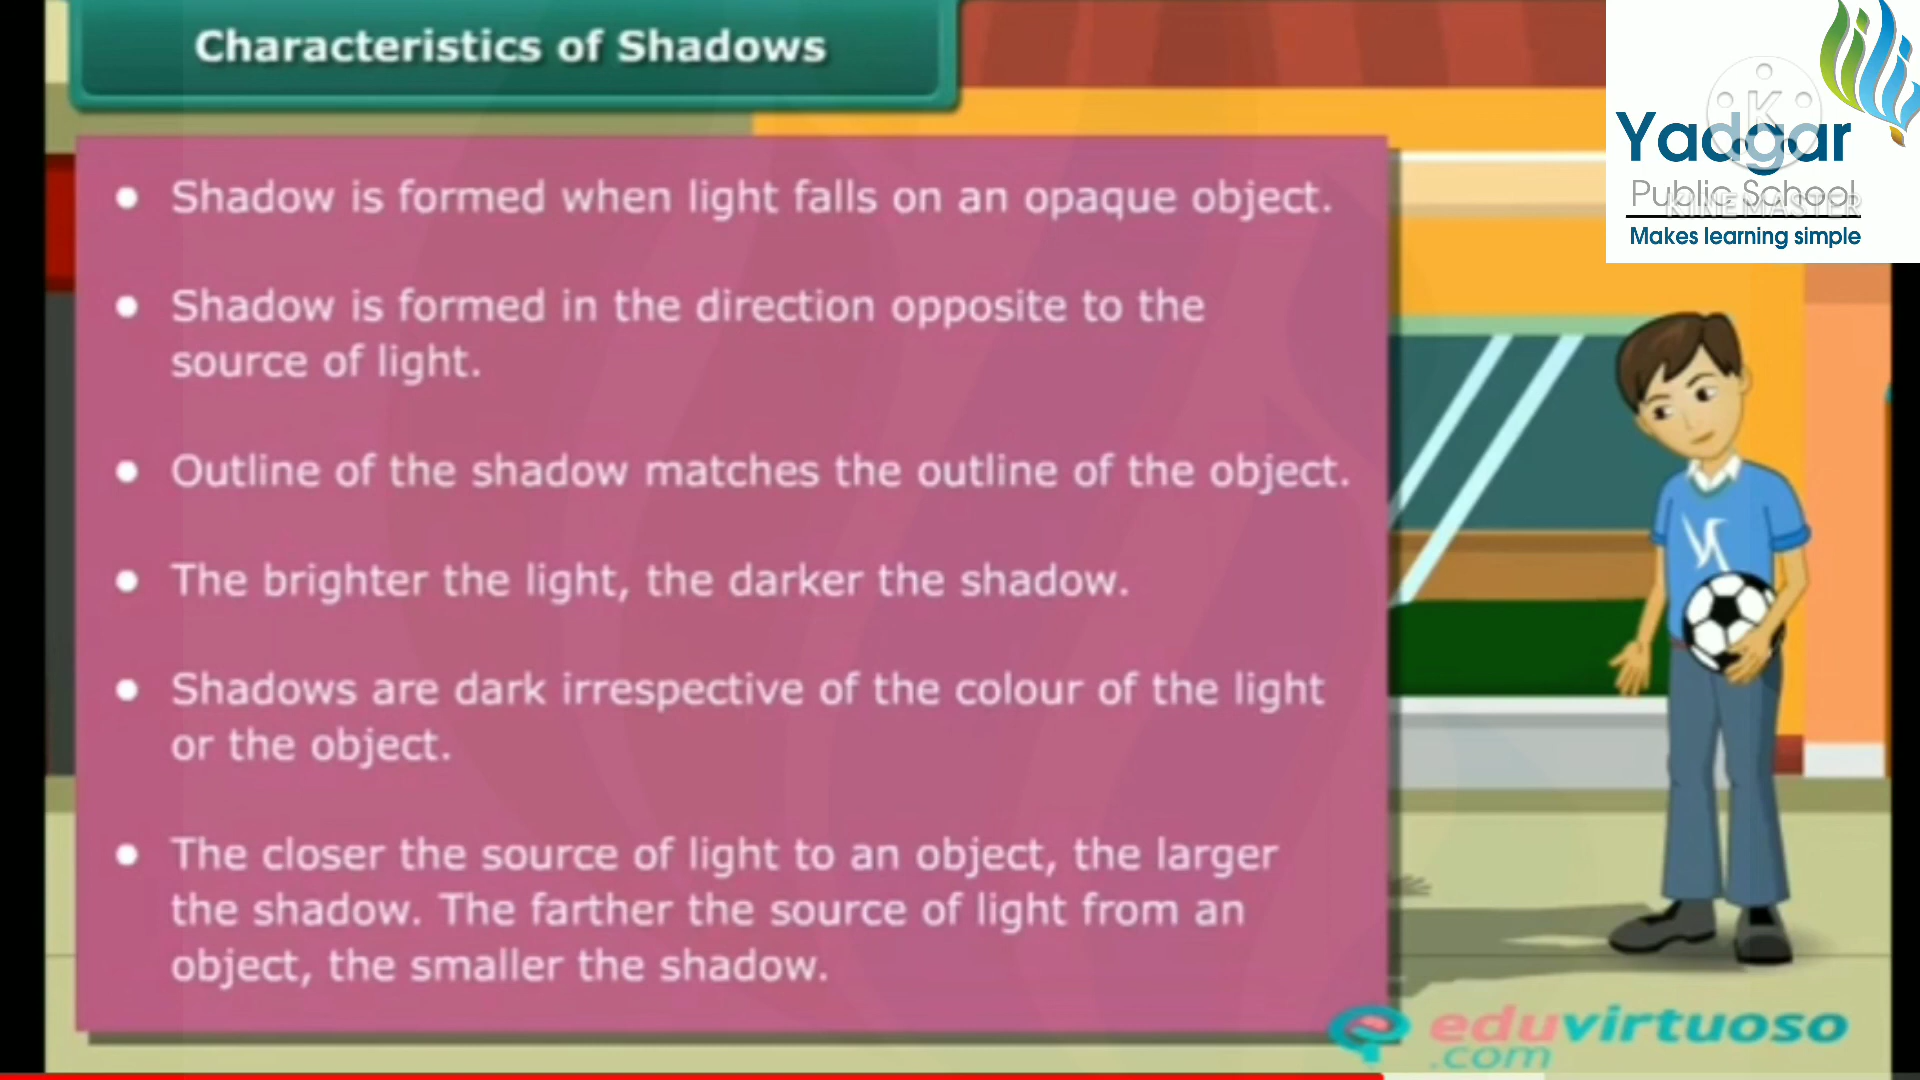 Characteristics of Shadows
Yadgar
Public School
KINEMASTER
Makes learning simple
Shadow is formed when light falls on an opaque object.
Shadow is formed in the direction opposite to the
source of light.
Outline of the shadow matches the outline of the object.
The brighter the light, the darker the shadow.
Shadows are dark irrespective of the colour of the light
or the object.
The closer the source of light to an object, the larger
the shadow. The farther the source of light from an
object, the smaller the shadow.
eduvirtuoso
.com